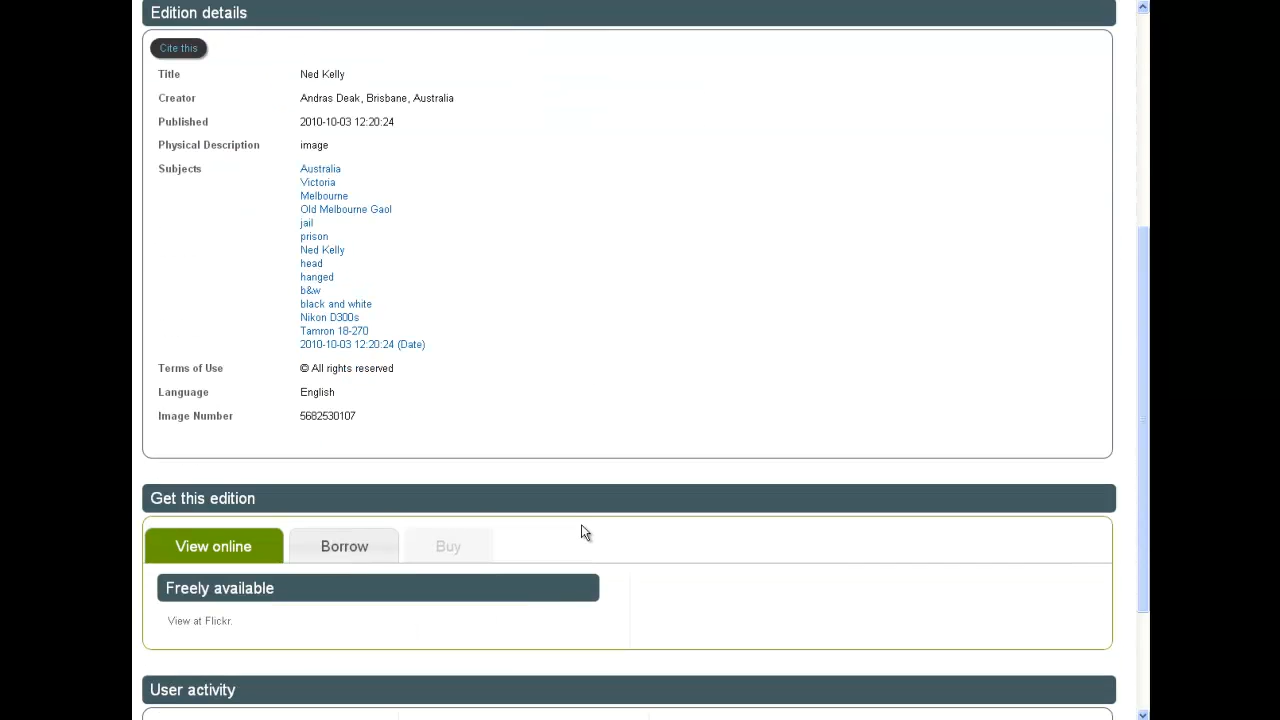 Edition details
Cite this
Title Ned Kelly
Creator Andras Deak, Brisbane, Australia
Published 2010-10-03 12:20:24
Physical Description image
Subjects Australia
Victoria
Melbourne
Old Melbourne Gaol
jail
prison
Ned Kelly
head
hanged
b&w
black and white
Nikon D300s
Tamron 18-270
2010-10-03 12:20:24 (Date)
Terms of Use © All rights reserved
Language English
Image Number 5682530107
Get this edition
View online Borrow Buy
Freely available
View at Flickr.
User activity